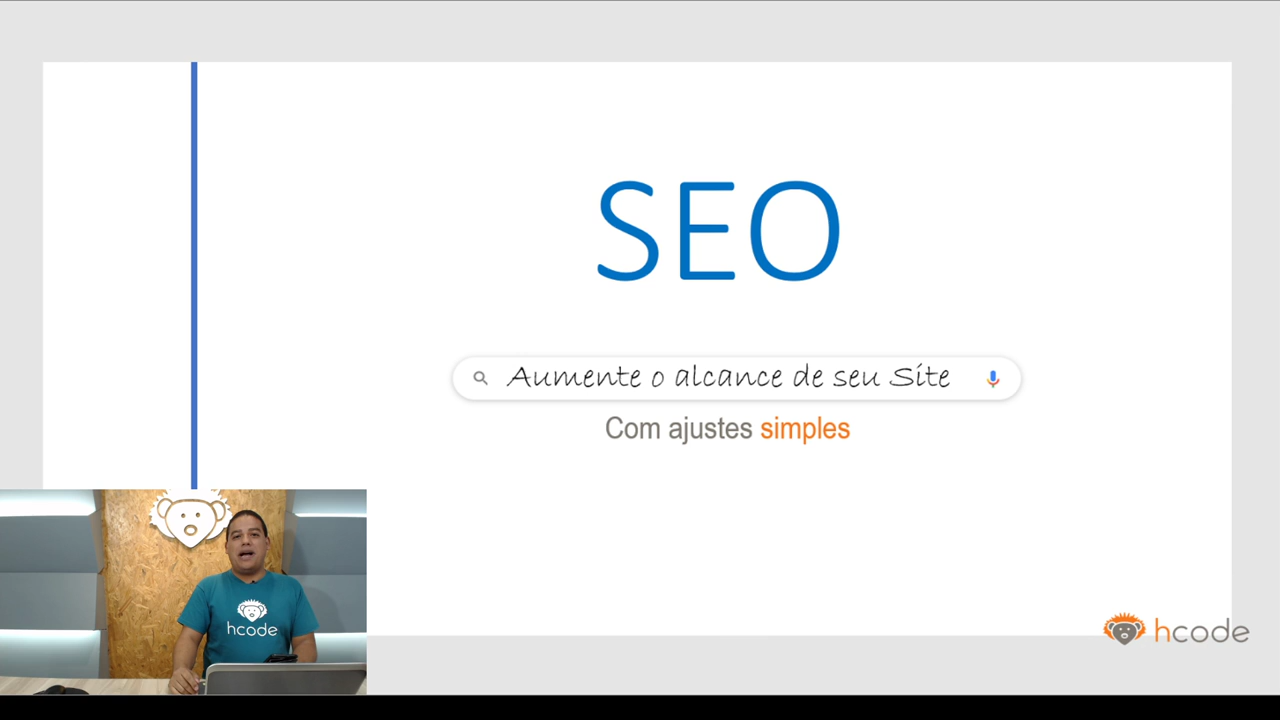 SEO
Aumente o alcance de seu Site
Com ajustes simples
hcode
hcode